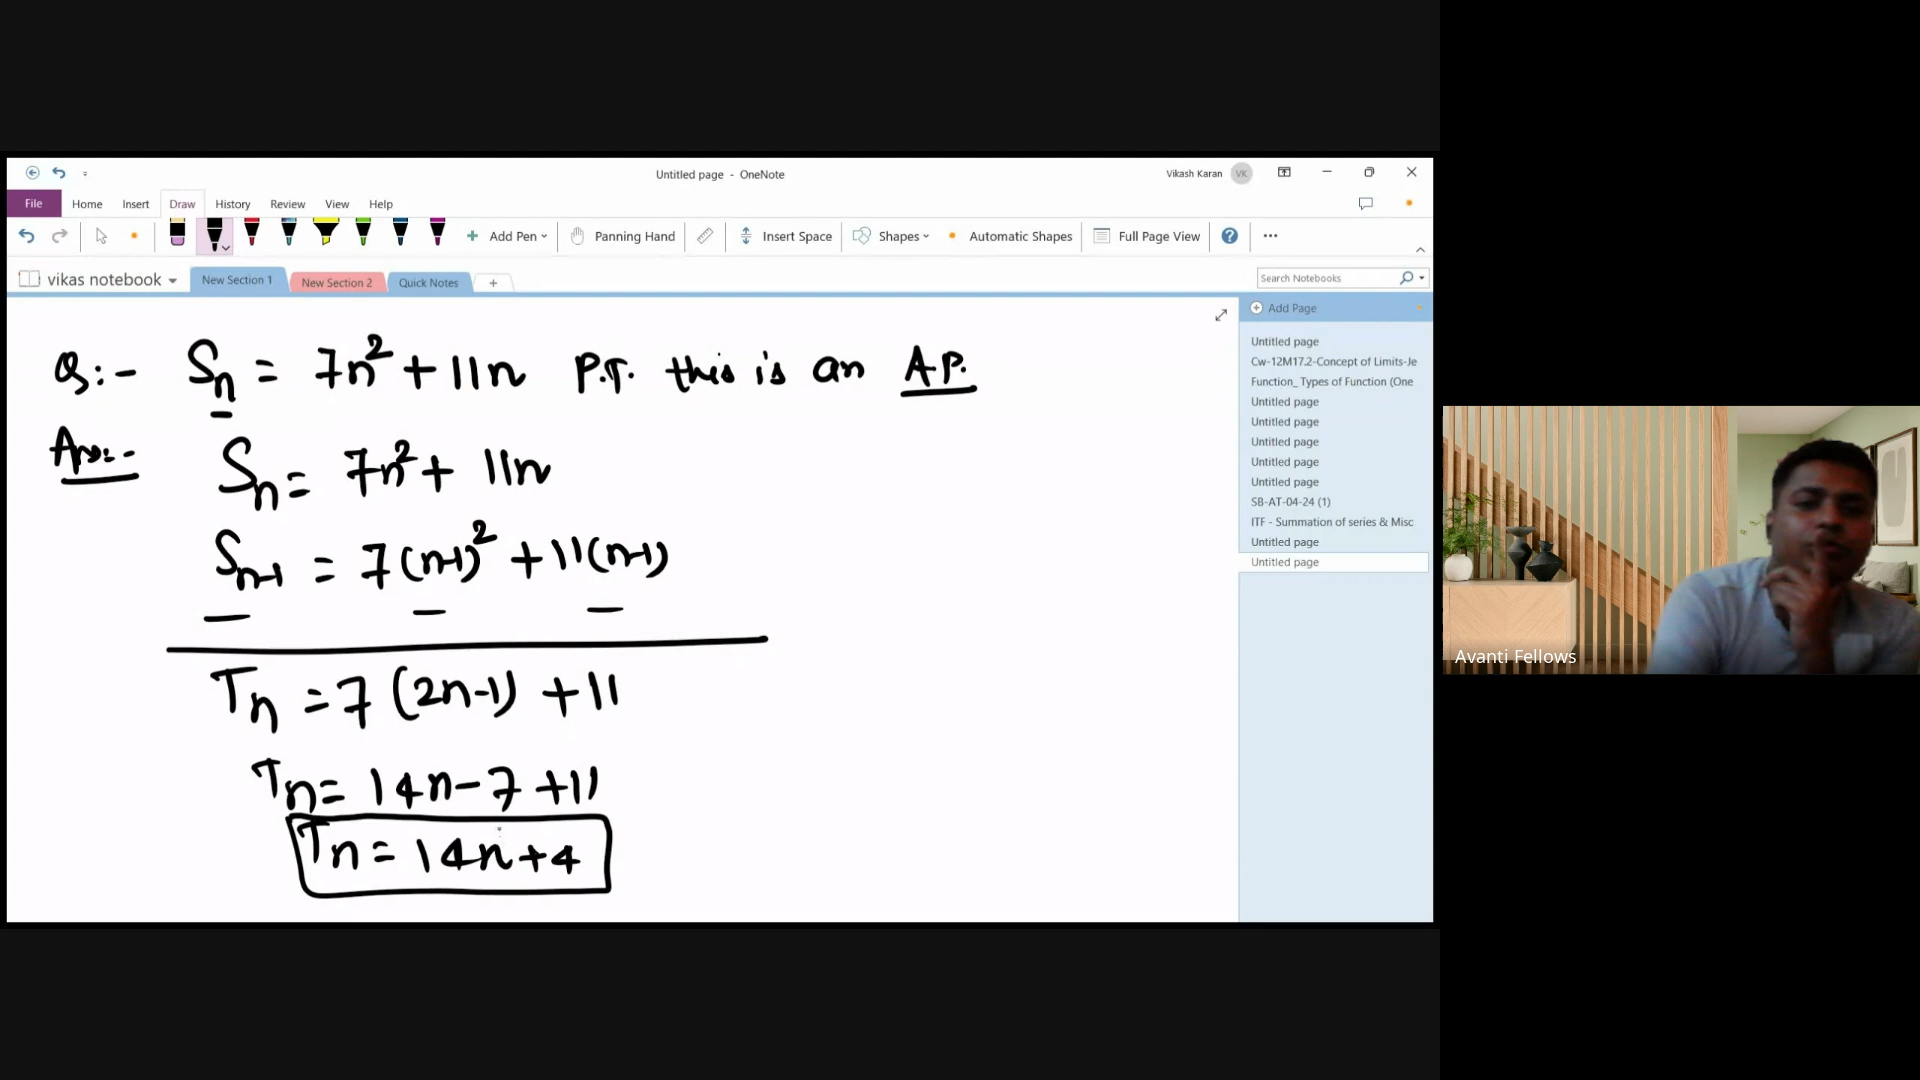 Untitled page - OneNote
Vikash Karan VK
File Home Insert Draw History Review View Help
Add Pen Panning Hand Insert Space Shapes Automatic Shapes Full Page View ? ...
vikas notebook New Section 1 New Section 2 Quick Notes +
Search Notebooks
Add Page
Untitled page
Cw-12M17.2-Concept of Limits-Je
Function_ Types of Function (One
Untitled page
Untitled page
Untitled page
Untitled page
Untitled page
SB-AT-04-24 (1)
ITF - Summation of series & Misc
Untitled page
Untitled page
Q:- Sₙ = 7n² + 11n P.T. this is an A.P.
Ans:- Sₙ = 7n² + 11n
Sₙ₋₁ = 7(n-1)² + 11(n-1)
— — —
Tₙ = 7(2n-1) + 11
Tₙ = 14n - 7 + 11
Tₙ = 14n + 4
Avanti Fellows